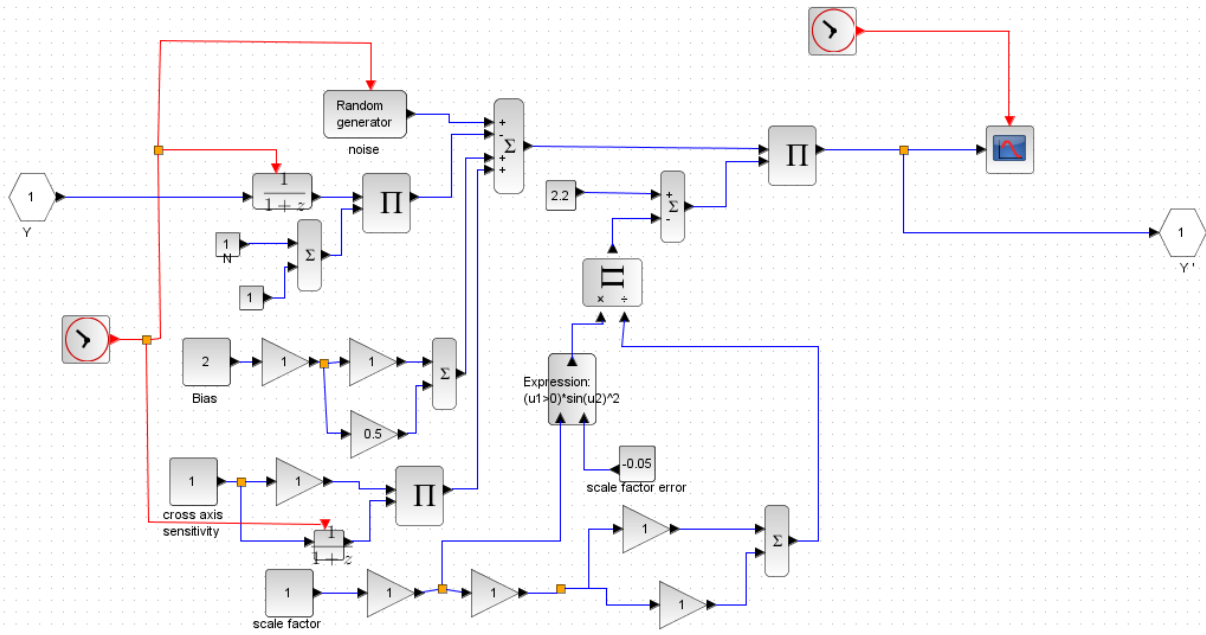 Random
generator
noise
+
-
+
+
Σ
∏
1
Y
1
1 + z
∏
1
N
Σ
1
2.2
+
-
Σ
1
Y '
∏
× ÷
2
Bias
1
1
Σ
0.5
Expression:
(u1>0)*sin(u2)^2
-0.05
scale factor error
1
cross axis
sensitivity
1
∏
1
1 + z
1
Σ
1
scale factor
1
1
1